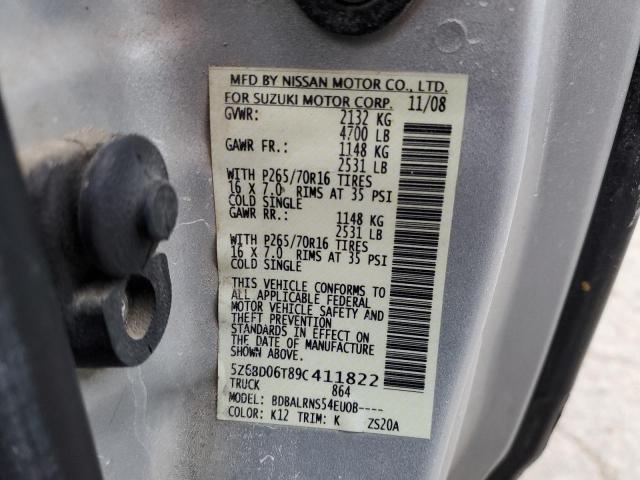 MFD BY NISSAN MOTOR CO., LTD.
FOR SUZUKI MOTOR CORP. 11/08
GVWR: 2132 KG
4700 LB
GAWR FR.: 1148 KG
2531 LB
WITH P265/70R16 TIRES
16 X 7.0 RIMS AT 35 PSI
COLD SINGLE
GAWR RR.: 1148 KG
2531 LB
WITH P265/70R16 TIRES
16 X 7.0 RIMS AT 35 PSI
COLD SINGLE
THIS VEHICLE CONFORMS TO
ALL APPLICABLE FEDERAL
MOTOR VEHICLE SAFETY AND
THEFT PREVENTION
STANDARDS IN EFFECT ON
THE DATE OF MANUFACTURE
SHOWN ABOVE.
5Z6BD06T89C411822
TRUCK 864
MODEL: BDBALRNS54EU0B----
COLOR: K12 TRIM: K ZS20A